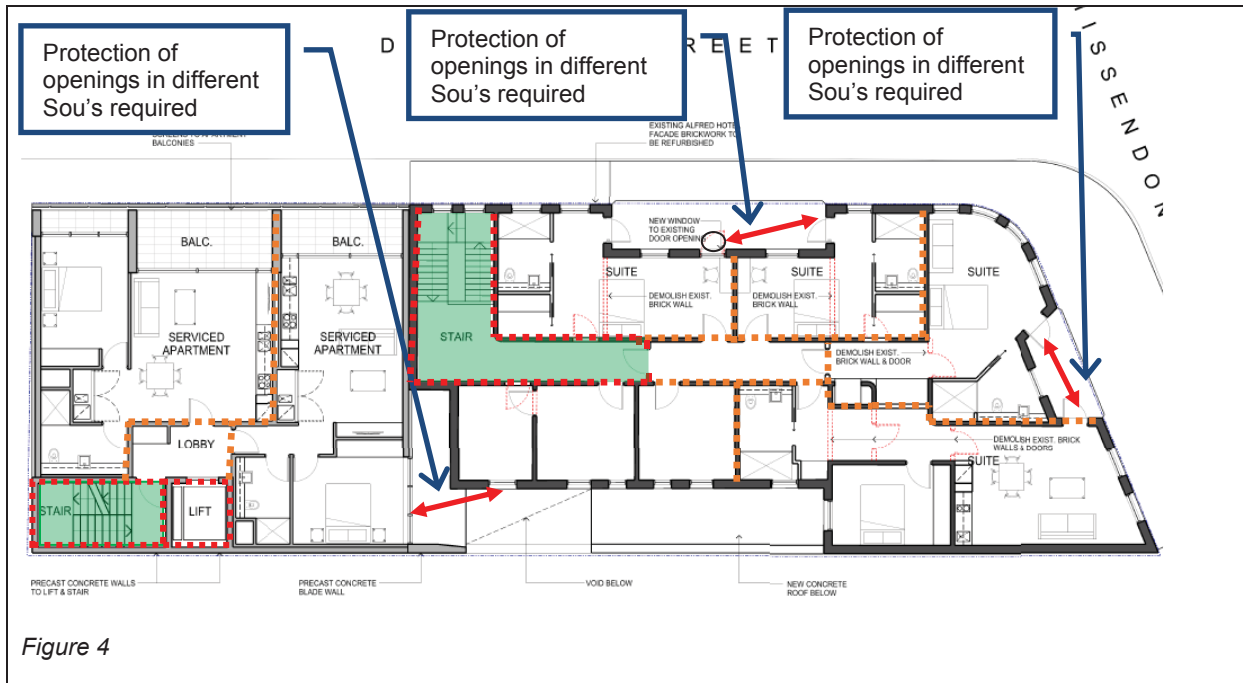 Protection of
openings in different
Sou's required
Protection of
openings in different
Sou's required
Protection of
openings in different
Sou's required
D
REET
ISSENDON
BALCONIES
EXISTING ALFRED HOTEL
FACADE BRICKWORK TO
BE REFURBISHED
BALC.
BALC.
NEW WINDOW
TO EXISTING
DOOR OPENING
SUITE
SUITE
SUITE
DEMOLISH EXIST.
BRICK WALL
DEMOLISH EXIST.
BRICK WALL
SERVICED
APARTMENT
SERVICED
APARTMENT
STAIR
DEMOLISH EXIST.
BRICK WALL & DOOR
LOBBY
DEMOLISH EXIST. BRICK
WALLS & DOORS
SUITE
STAIR
LIFT
PRECAST CONCRETE WALLS
TO LIFT & STAIR
PRECAST CONCRETE
BLADE WALL
VOID BELOW
NEW CONCRETE
ROOF BELOW
Figure 4